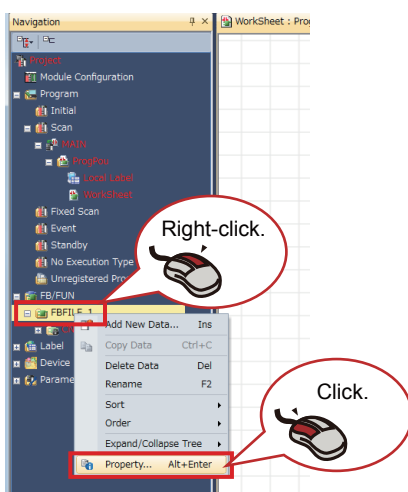 Navigation
WorkSheet : Pro
Project
Module Configuration
Program
Initial
Scan
MAIN
ProgPou
Local Label
WorkSheet
Fixed Scan
Event
Standby
No Execution Type
Unregistered Pro
Right-click.
FB/FUN
FBFILE_1
Add New Data... Ins
Label
Copy Data Ctrl+C
Device
Delete Data Del
Parame
Rename F2
Sort
Order
Expand/Collapse Tree
Property... Alt+Enter
Click.